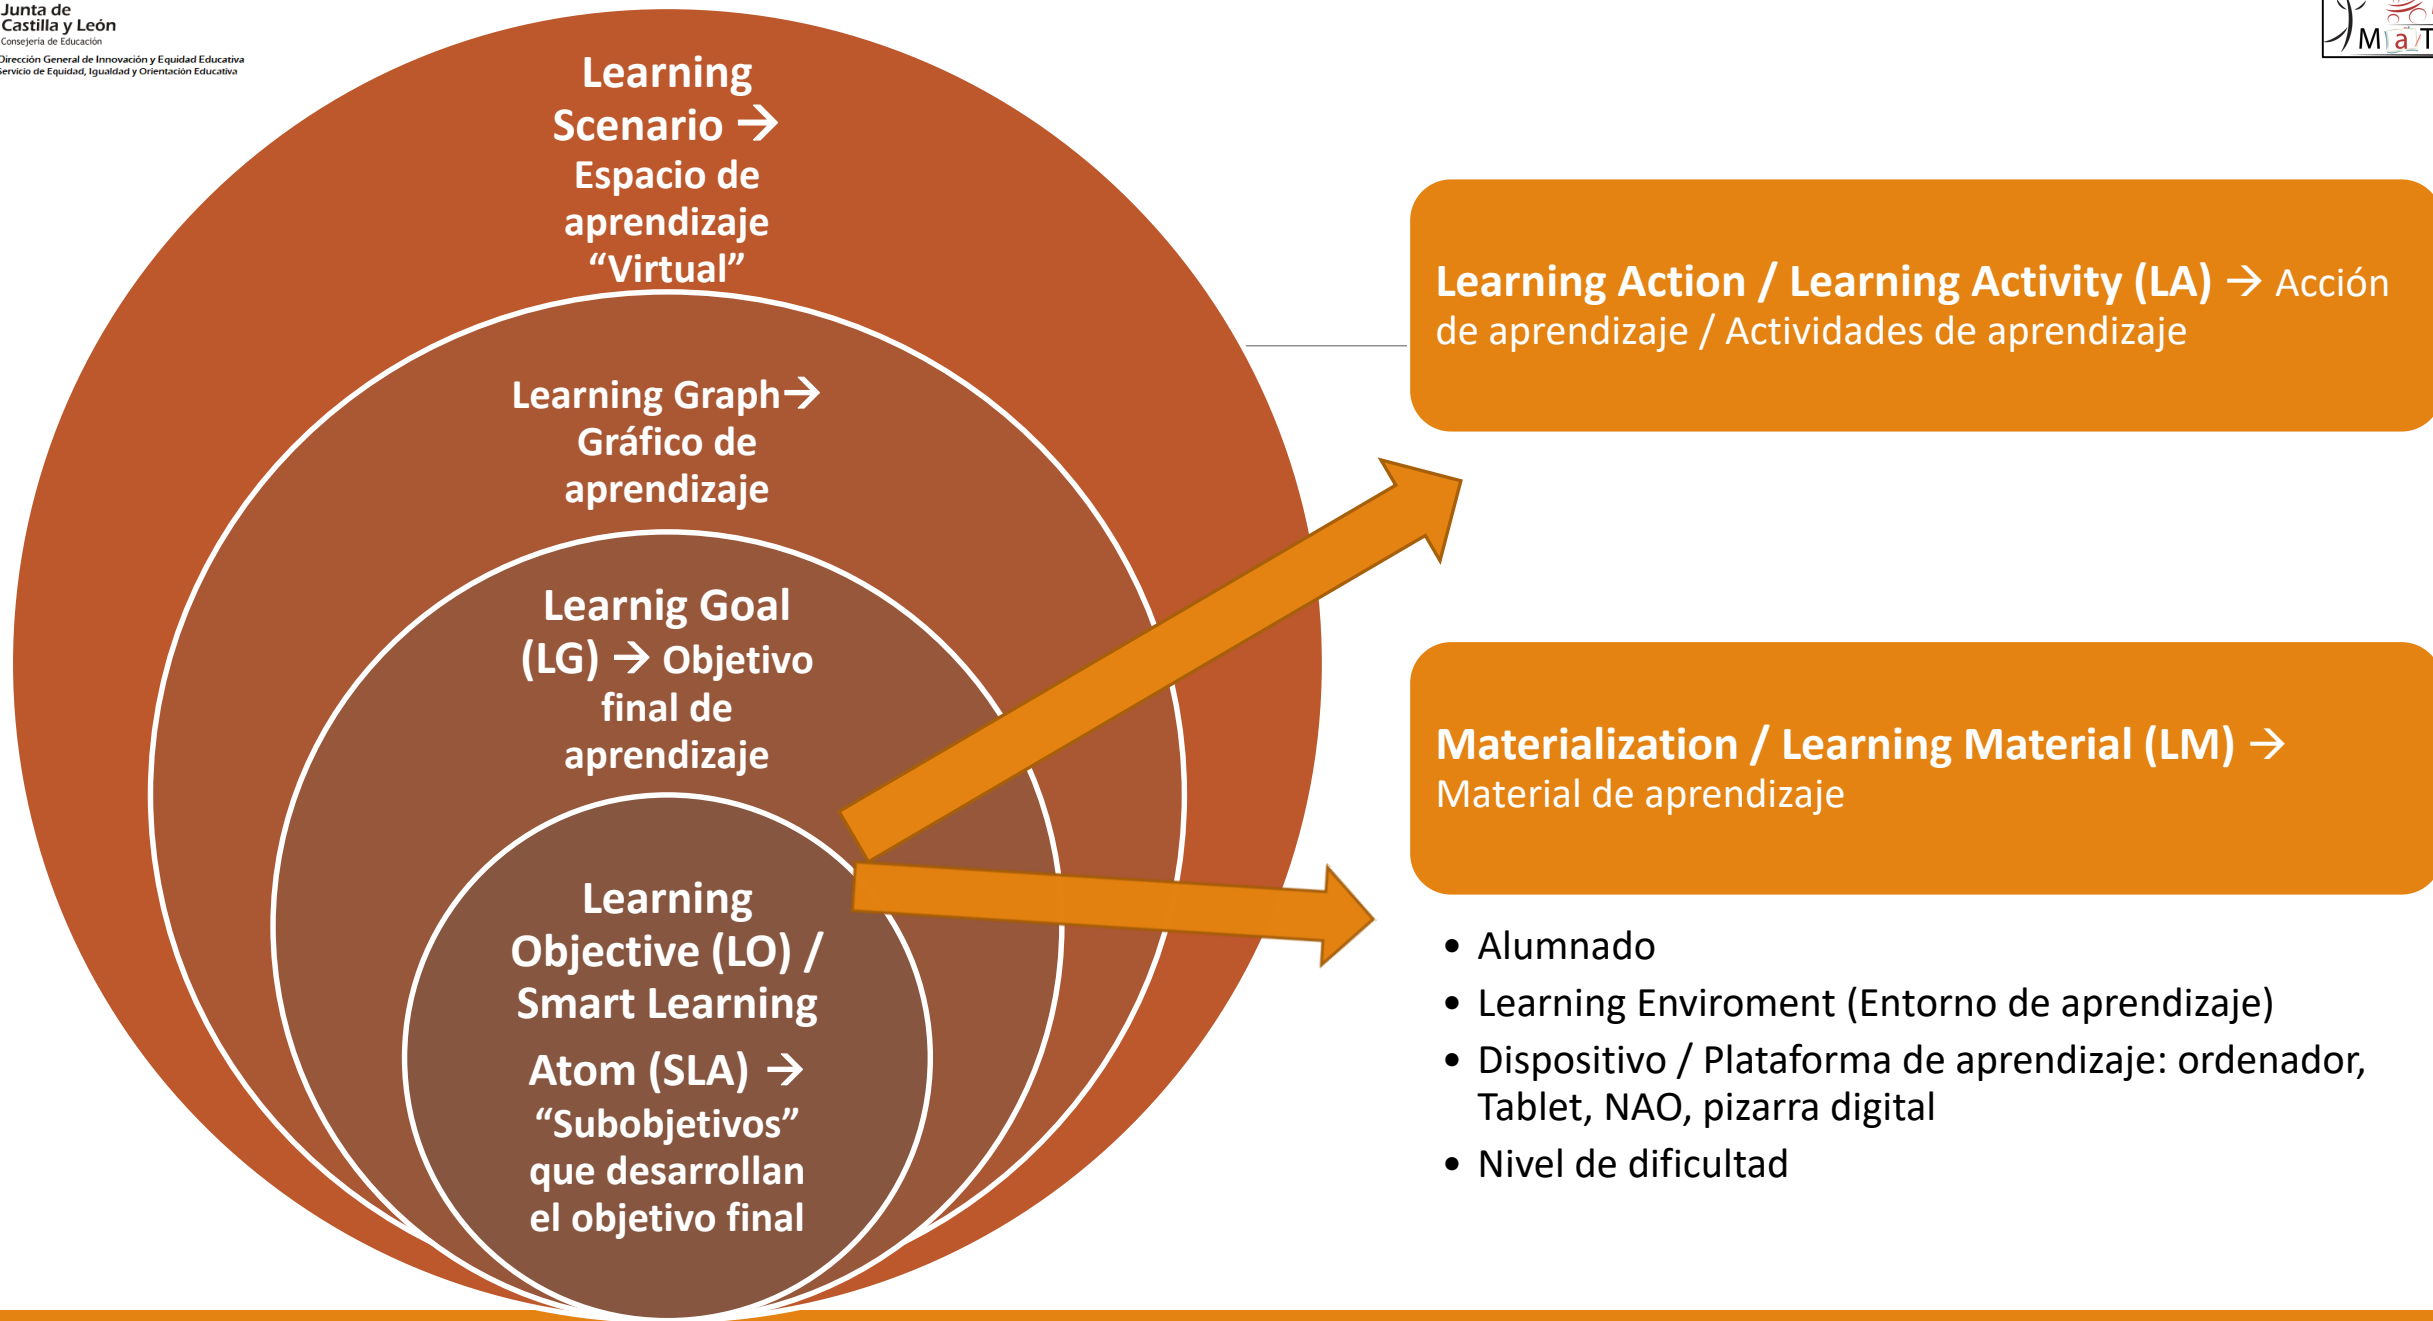 Junta de
Castilla y León
Consejería de Educación
Dirección General de Innovación y Equidad Educativa
Servicio de Equidad, Igualdad y Orientación Educativa
MaT
Learning
Scenario →
Espacio de
aprendizaje
“Virtual”
Learning Graph→
Gráfico de
aprendizaje
Learnig Goal
(LG) → Objetivo
final de
aprendizaje
Learning
Objective (LO) /
Smart Learning
Atom (SLA) →
“Subobjetivos”
que desarrollan
el objetivo final
Learning Action / Learning Activity (LA) → Acción
de aprendizaje / Actividades de aprendizaje
Materialization / Learning Material (LM) →
Material de aprendizaje
• Alumnado
• Learning Enviroment (Entorno de aprendizaje)
• Dispositivo / Plataforma de aprendizaje: ordenador,
Tablet, NAO, pizarra digital
• Nivel de dificultad